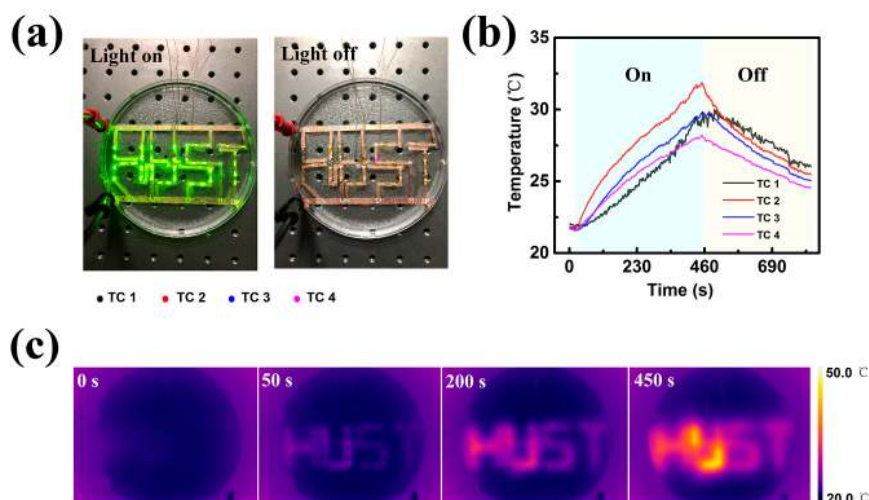 (a)
Light on
Light off
TC 1 TC 2 TC 3 TC 4
(b)
Temperature (℃)
35
30
25
20
On
Off
TC 1
TC 2
TC 3
TC 4
0 230 460 690
Time (s)
(c)
0 s
50 s
200 s
450 s
HUST
HUST
HUST
50.0 ℃
20.0 ℃